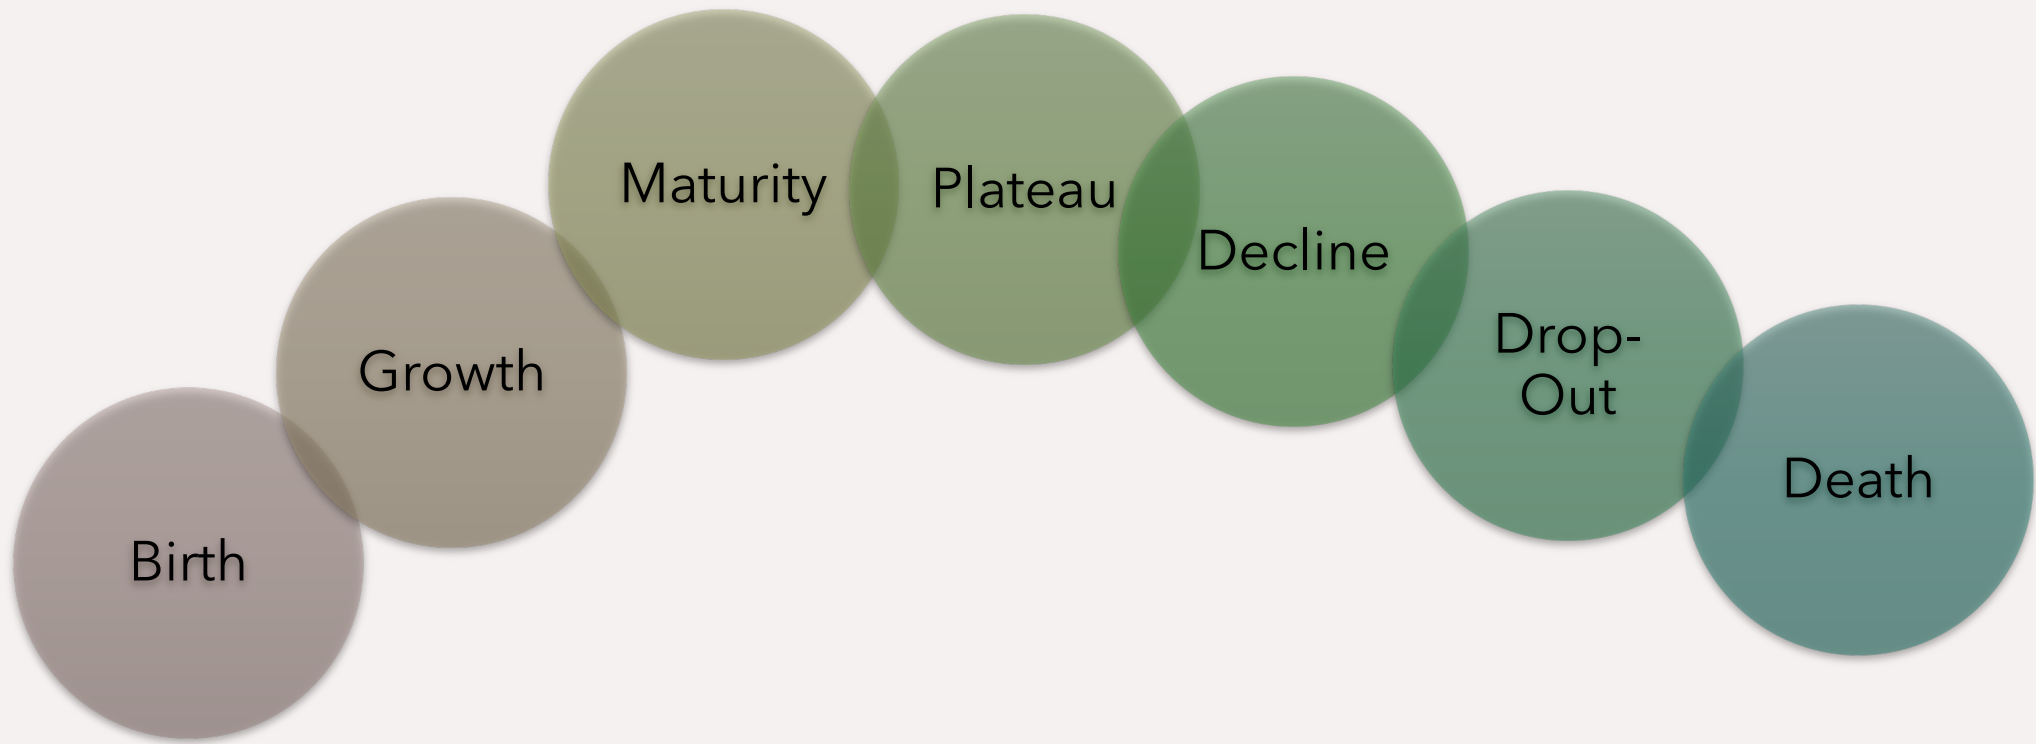 Birth
Growth
Maturity
Plateau
Decline
Drop-
Out
Death